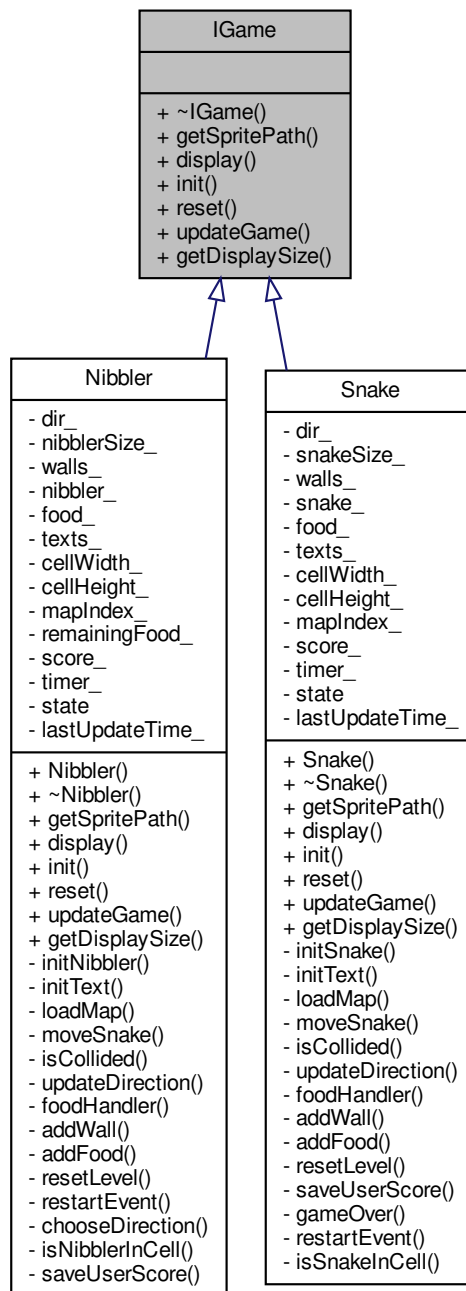 IGame
+ ~IGame()
+ getSpritePath()
+ display()
+ init()
+ reset()
+ updateGame()
+ getDisplaySize()
Nibbler
- dir_
- nibblerSize_
- walls_
- nibbler_
- food_
- texts_
- cellWidth_
- cellHeight_
- mapIndex_
- remainingFood_
- score_
- timer_
- state
- lastUpdateTime_
+ Nibbler()
+ ~Nibbler()
+ getSpritePath()
+ display()
+ init()
+ reset()
+ updateGame()
+ getDisplaySize()
- initNibbler()
- initText()
- loadMap()
- moveSnake()
- isCollided()
- updateDirection()
- foodHandler()
- addWall()
- addFood()
- resetLevel()
- restartEvent()
- chooseDirection()
- isNibblerInCell()
- saveUserScore()
Snake
- dir_
- snakeSize_
- walls_
- snake_
- food_
- texts_
- cellWidth_
- cellHeight_
- mapIndex_
- score_
- timer_
- state
- lastUpdateTime_
+ Snake()
+ ~Snake()
+ getSpritePath()
+ display()
+ init()
+ reset()
+ updateGame()
+ getDisplaySize()
- initSnake()
- initText()
- loadMap()
- moveSnake()
- isCollided()
- updateDirection()
- foodHandler()
- addWall()
- addFood()
- resetLevel()
- saveUserScore()
- gameOver()
- restartEvent()
- isSnakeInCell()